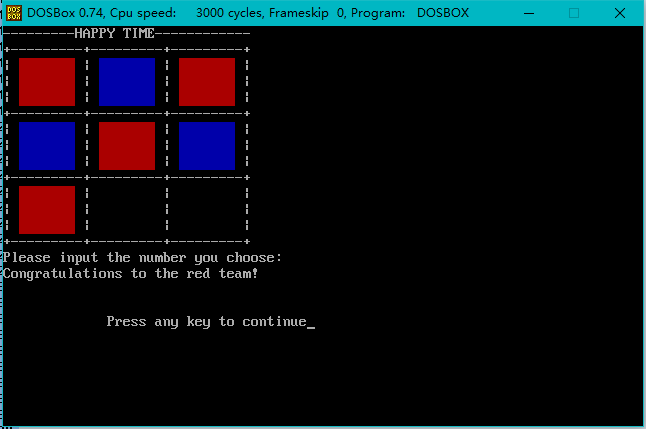 DOSBox 0.74, Cpu speed: 3000 cycles, Frameskip 0, Program: DOSBOX
---------HAPPY TIME------------
Please input the number you choose:
Congratulations to the red team!
Press any key to continue_